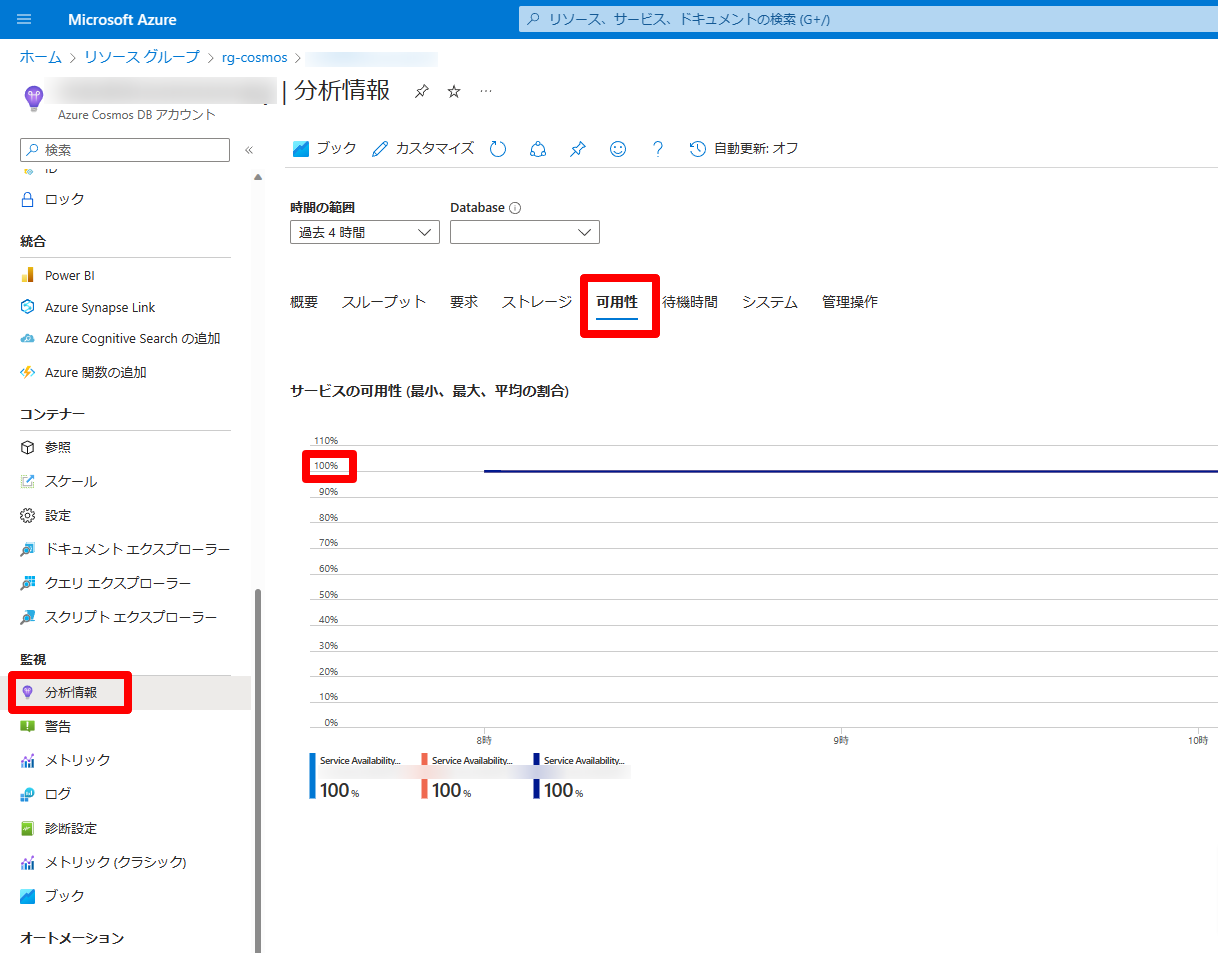 Microsoft Azure
リソース、サービス、ドキュメントの検索 (G+/)
ホーム > リソース グループ > rg-cosmos >
| 分析情報
Azure Cosmos DB アカウント
検索
«
ブック カスタマイズ 自動更新: オフ
ID
ロック
統合
Power BI
Azure Synapse Link
Azure Cognitive Search の追加
Azure 関数の追加
コンテナー
参照
スケール
設定
ドキュメント エクスプローラー
クエリ エクスプローラー
スクリプト エクスプローラー
監視
分析情報
警告
メトリック
ログ
診断設定
メトリック (クラシック)
ブック
オートメーション
時間の範囲 Database
過去 4 時間
概要 スループット 要求 ストレージ 可用性 待機時間 システム 管理操作
サービスの可用性 (最小、最大、平均の割合)
110%
100%
90%
80%
70%
60%
50%
40%
30%
20%
10%
0%
8時 9時 10時
Service Availability... Service Availability... Service Availability...
100 % 100 % 100 %